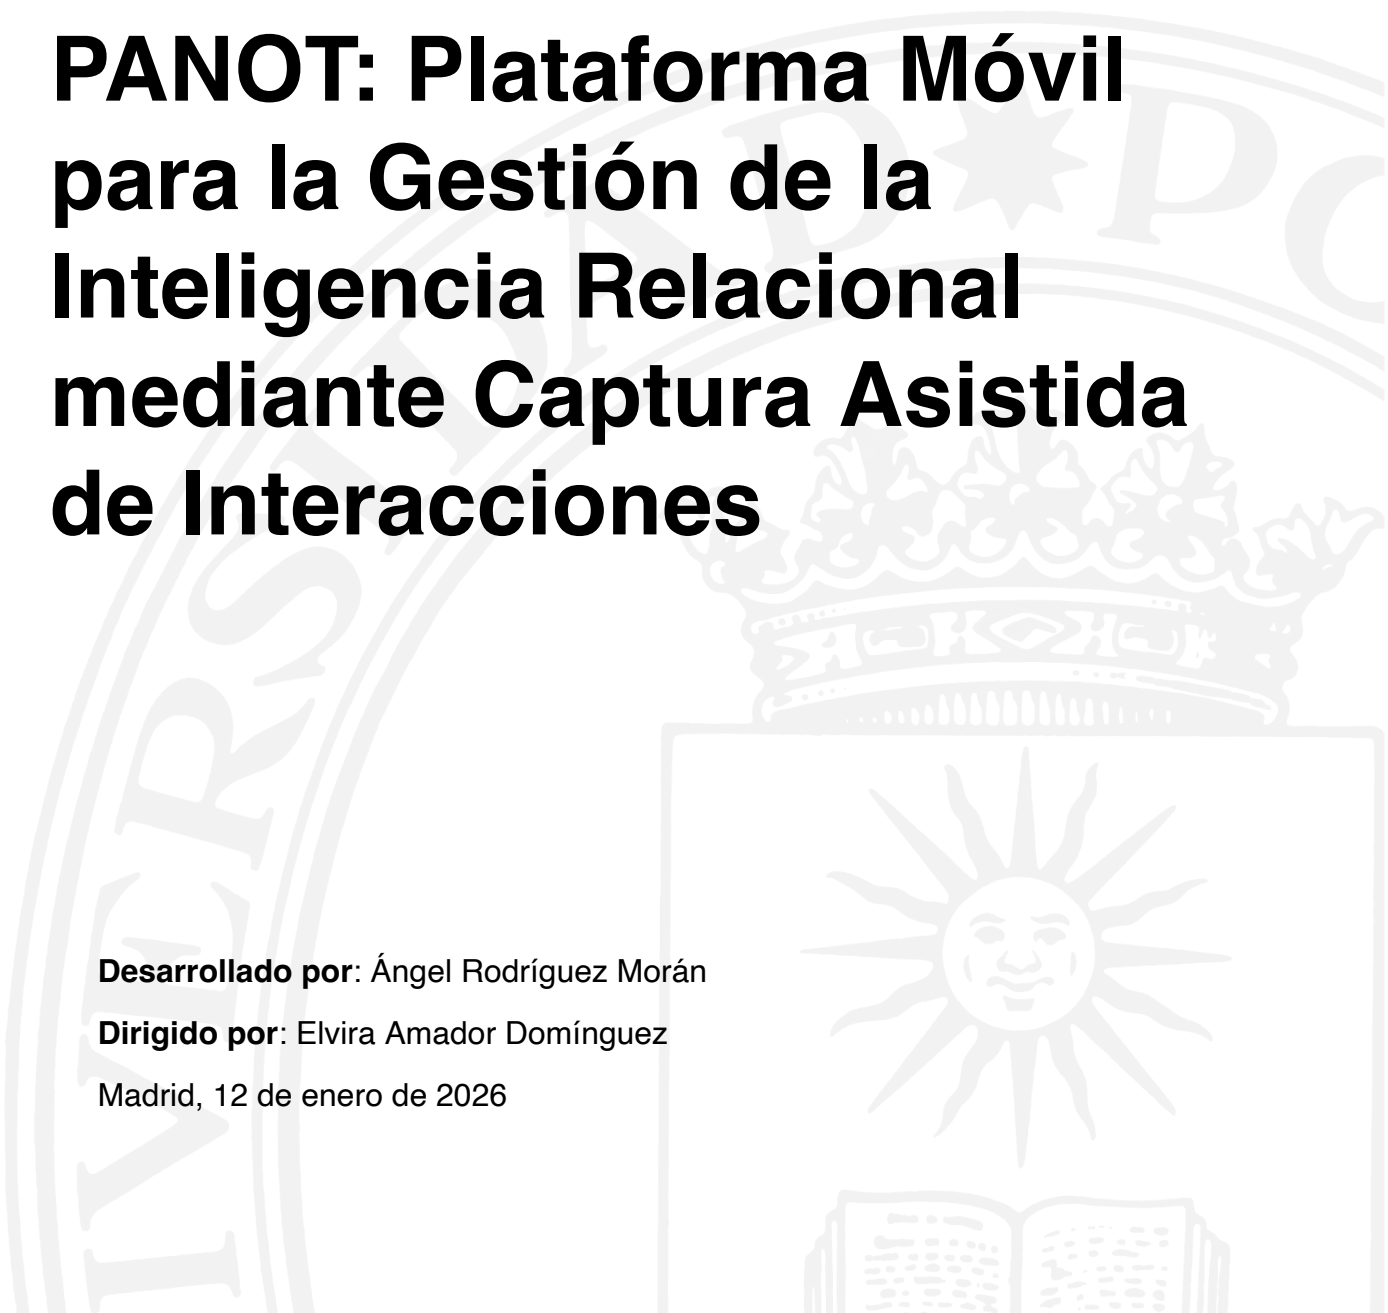 PANOT: Plataforma Móvil
para la Gestión de la
Inteligencia Relacional
mediante Captura Asistida
de Interacciones
Desarrollado por: Ángel Rodríguez Morán
Dirigido por: Elvira Amador Domínguez
Madrid, 12 de enero de 2026